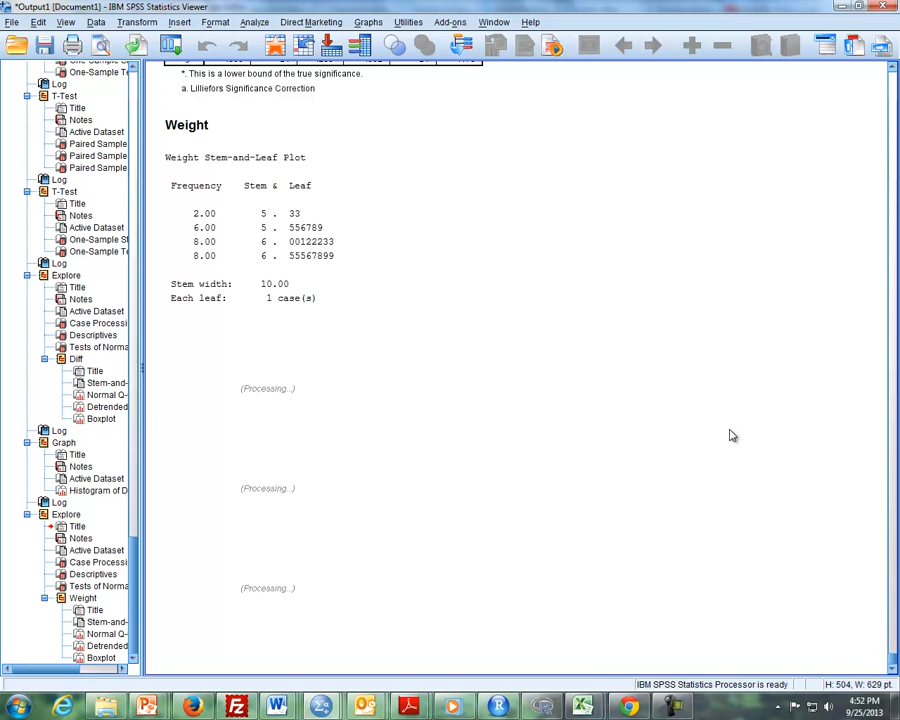 *Output1 [Document1] - IBM SPSS Statistics Viewer
File Edit View Data Transform Insert Format Analyze Direct Marketing Graphs Utilities Add-ons Window Help
One-Sample Te
Log
T-Test
Title
Notes
Active Dataset
Paired Sample
Paired Sample
Paired Sample
Log
T-Test
Title
Notes
Active Dataset
One-Sample St
One-Sample Te
Log
Explore
Title
Notes
Active Dataset
Case Processi
Descriptives
Tests of Norma
Diff
Title
Stem-and-
Normal Q-
Detrended
Boxplot
Log
Graph
Title
Notes
Active Dataset
Histogram of D
Log
Explore
Title
Notes
Active Dataset
Case Processi
Descriptives
Tests of Norma
Weight
Title
Stem-and-
Normal Q-
Detrended
Boxplot
*. This is a lower bound of the true significance.
a. Lilliefors Significance Correction
Weight
Weight Stem-and-Leaf Plot
Frequency Stem & Leaf
2.00 5 . 33
6.00 5 . 556789
8.00 6 . 00122233
8.00 6 . 55567899
Stem width: 10.00
Each leaf: 1 case(s)
(Processing...)
(Processing...)
(Processing...)
IBM SPSS Statistics Processor is ready H: 504, W: 629 pt.
4:52 PM
9/25/2013